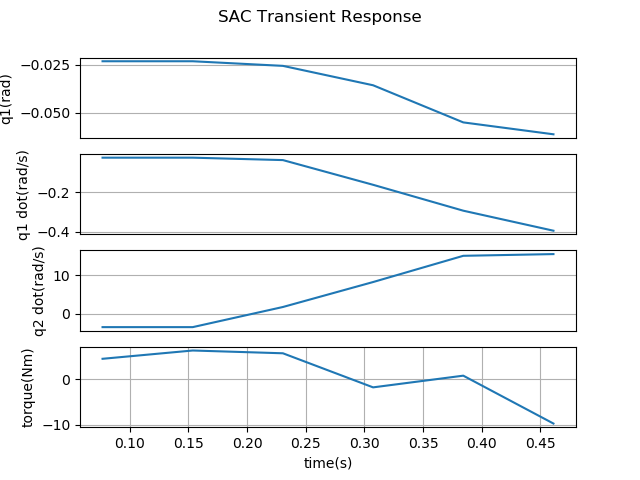 SAC Transient Response
q1(rad)
−0.025
−0.050
q1 dot(rad/s)
−0.2
−0.4
q2 dot(rad/s)
10
0
torque(Nm)
0
−10
0.10 0.15 0.20 0.25 0.30 0.35 0.40 0.45
time(s)